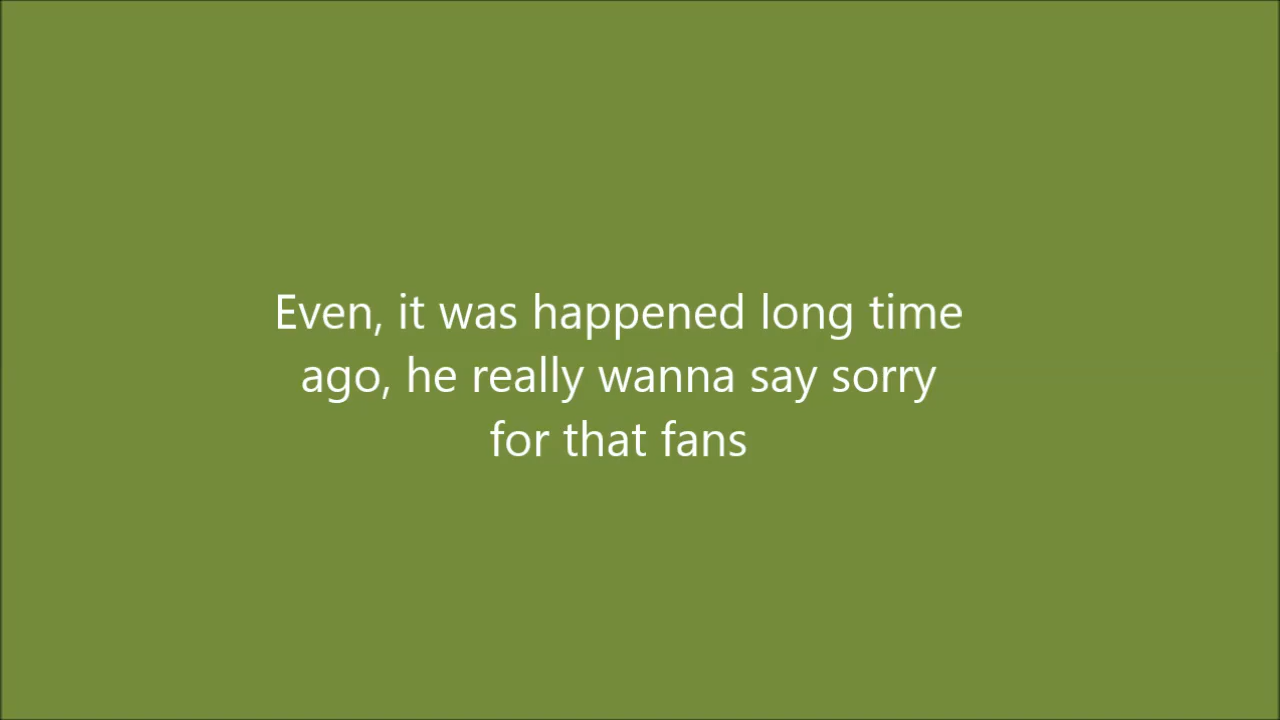 Even, it was happened long time
ago, he really wanna say sorry
for that fans